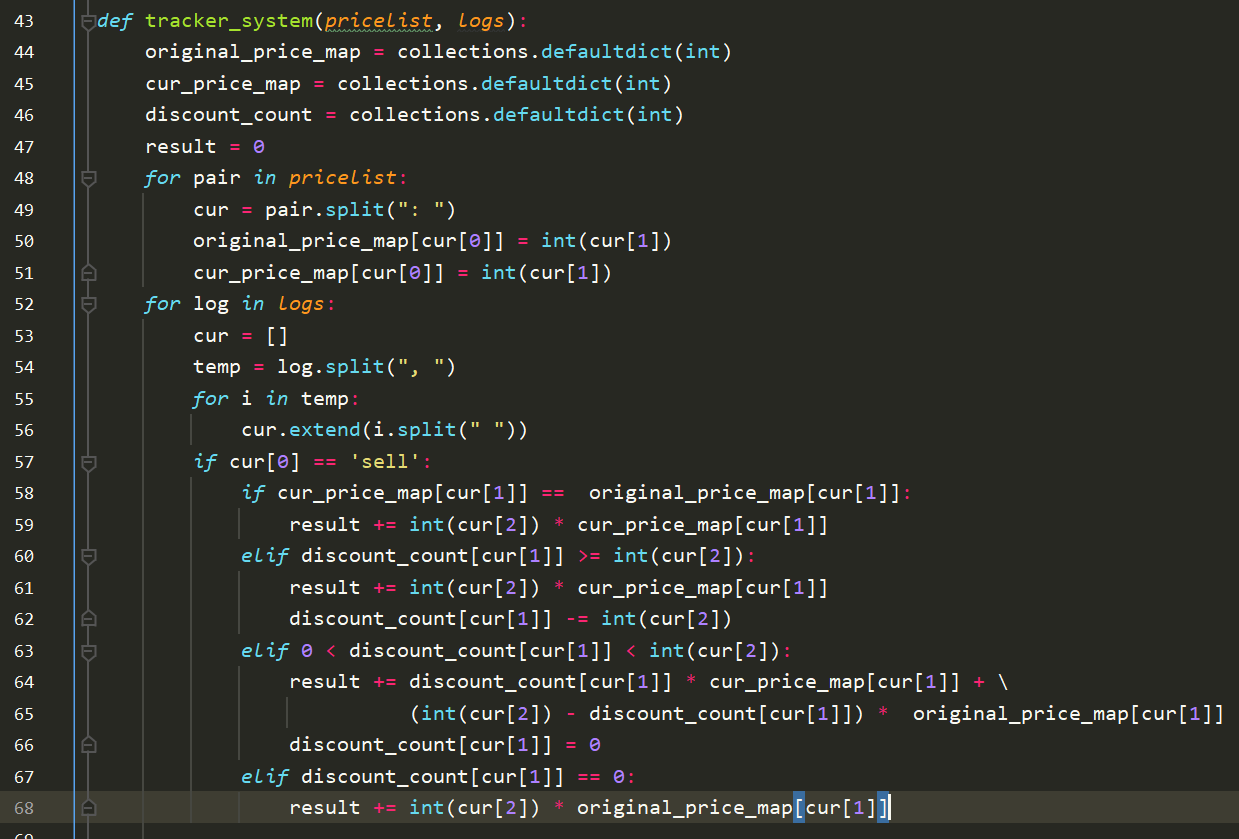 43 def tracker_system(pricelist, logs):
44     original_price_map = collections.defaultdict(int)
45     cur_price_map = collections.defaultdict(int)
46     discount_count = collections.defaultdict(int)
47     result = 0
48     for pair in pricelist:
49         cur = pair.split(": ")
50         original_price_map[cur[0]] = int(cur[1])
51         cur_price_map[cur[0]] = int(cur[1])
52     for log in logs:
53         cur = []
54         temp = log.split(", ")
55         for i in temp:
56             cur.extend(i.split(" "))
57         if cur[0] == 'sell':
58             if cur_price_map[cur[1]] ==  original_price_map[cur[1]]:
59                 result += int(cur[2]) * cur_price_map[cur[1]]
60             elif discount_count[cur[1]] >= int(cur[2]):
61                 result += int(cur[2]) * cur_price_map[cur[1]]
62                 discount_count[cur[1]] -= int(cur[2])
63             elif 0 < discount_count[cur[1]] < int(cur[2]):
64                 result += discount_count[cur[1]] * cur_price_map[cur[1]] + \
65                           (int(cur[2]) - discount_count[cur[1]]) *  original_price_map[cur[1]]
66                 discount_count[cur[1]] = 0
67             elif discount_count[cur[1]] == 0:
68                 result += int(cur[2]) * original_price_map[cur[1]]